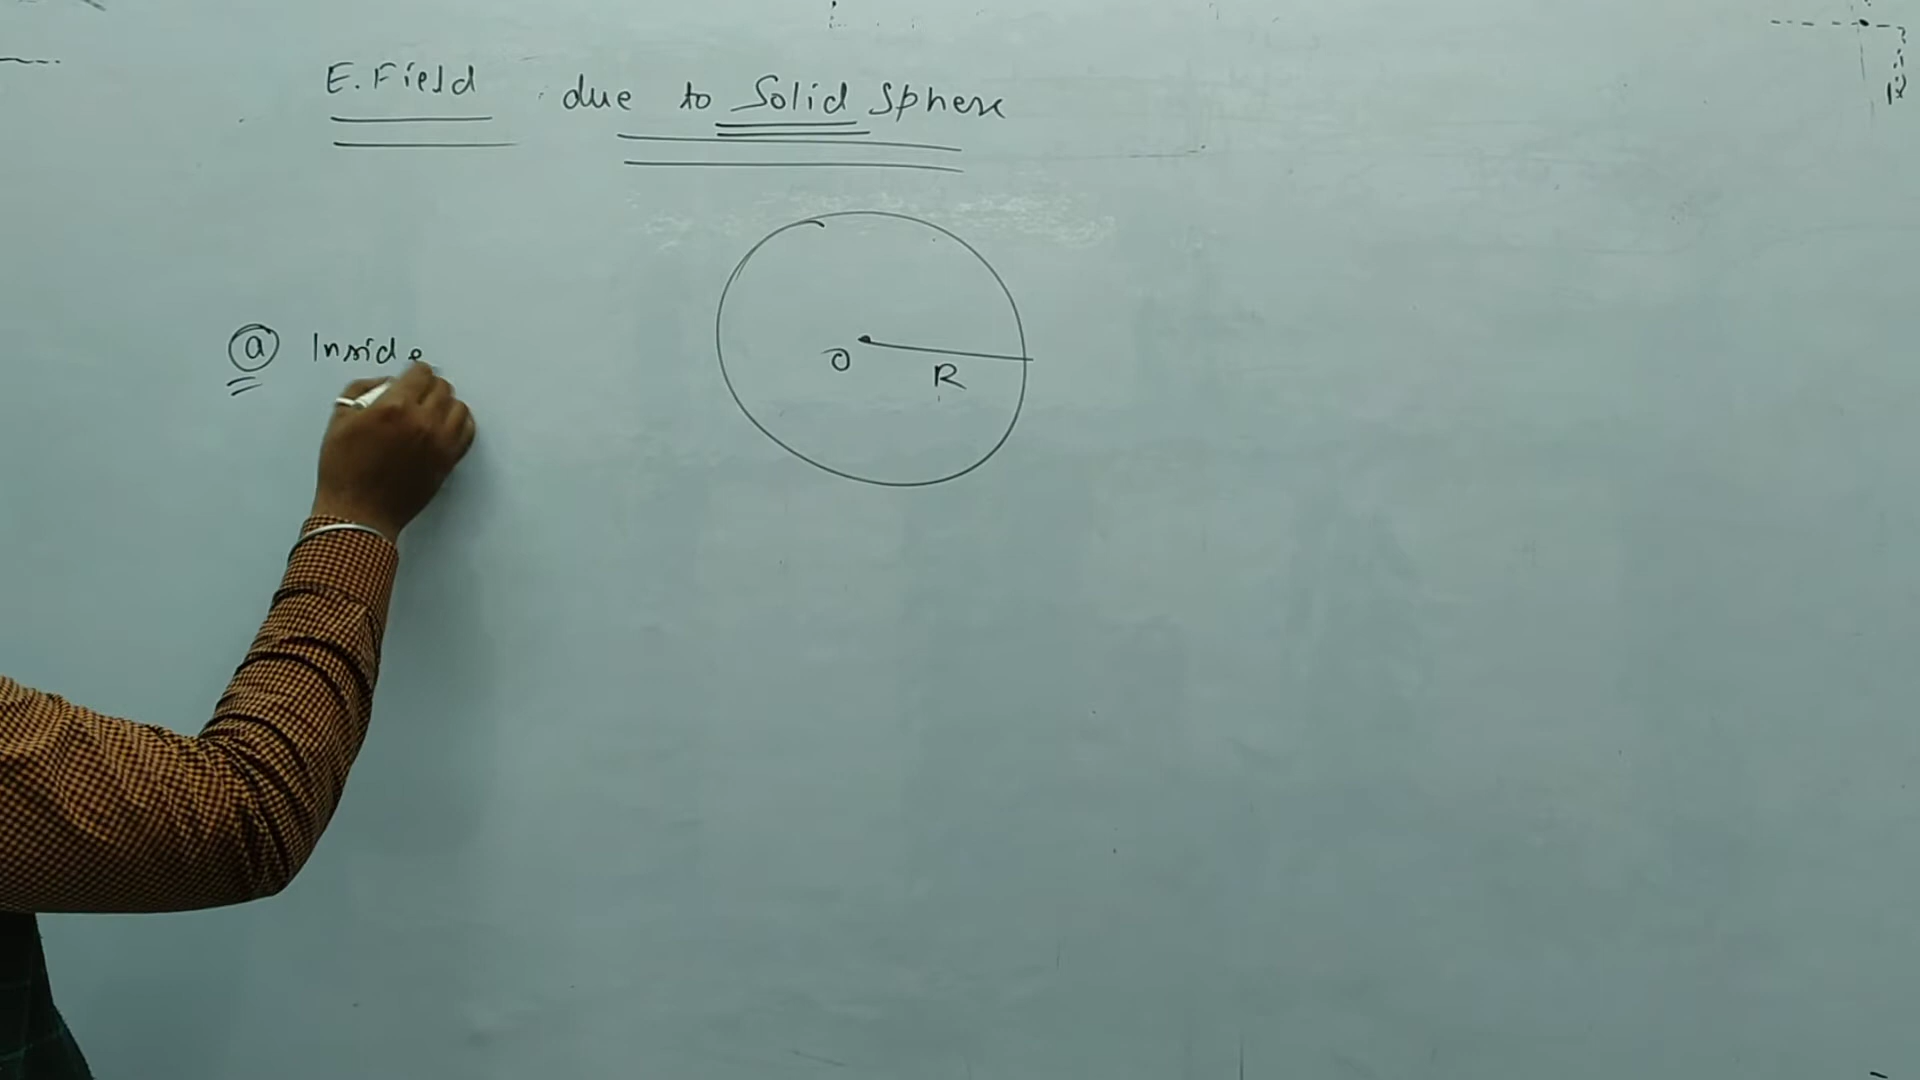 E. Field due to Solid Sphere
ⓐ Inside
O
R